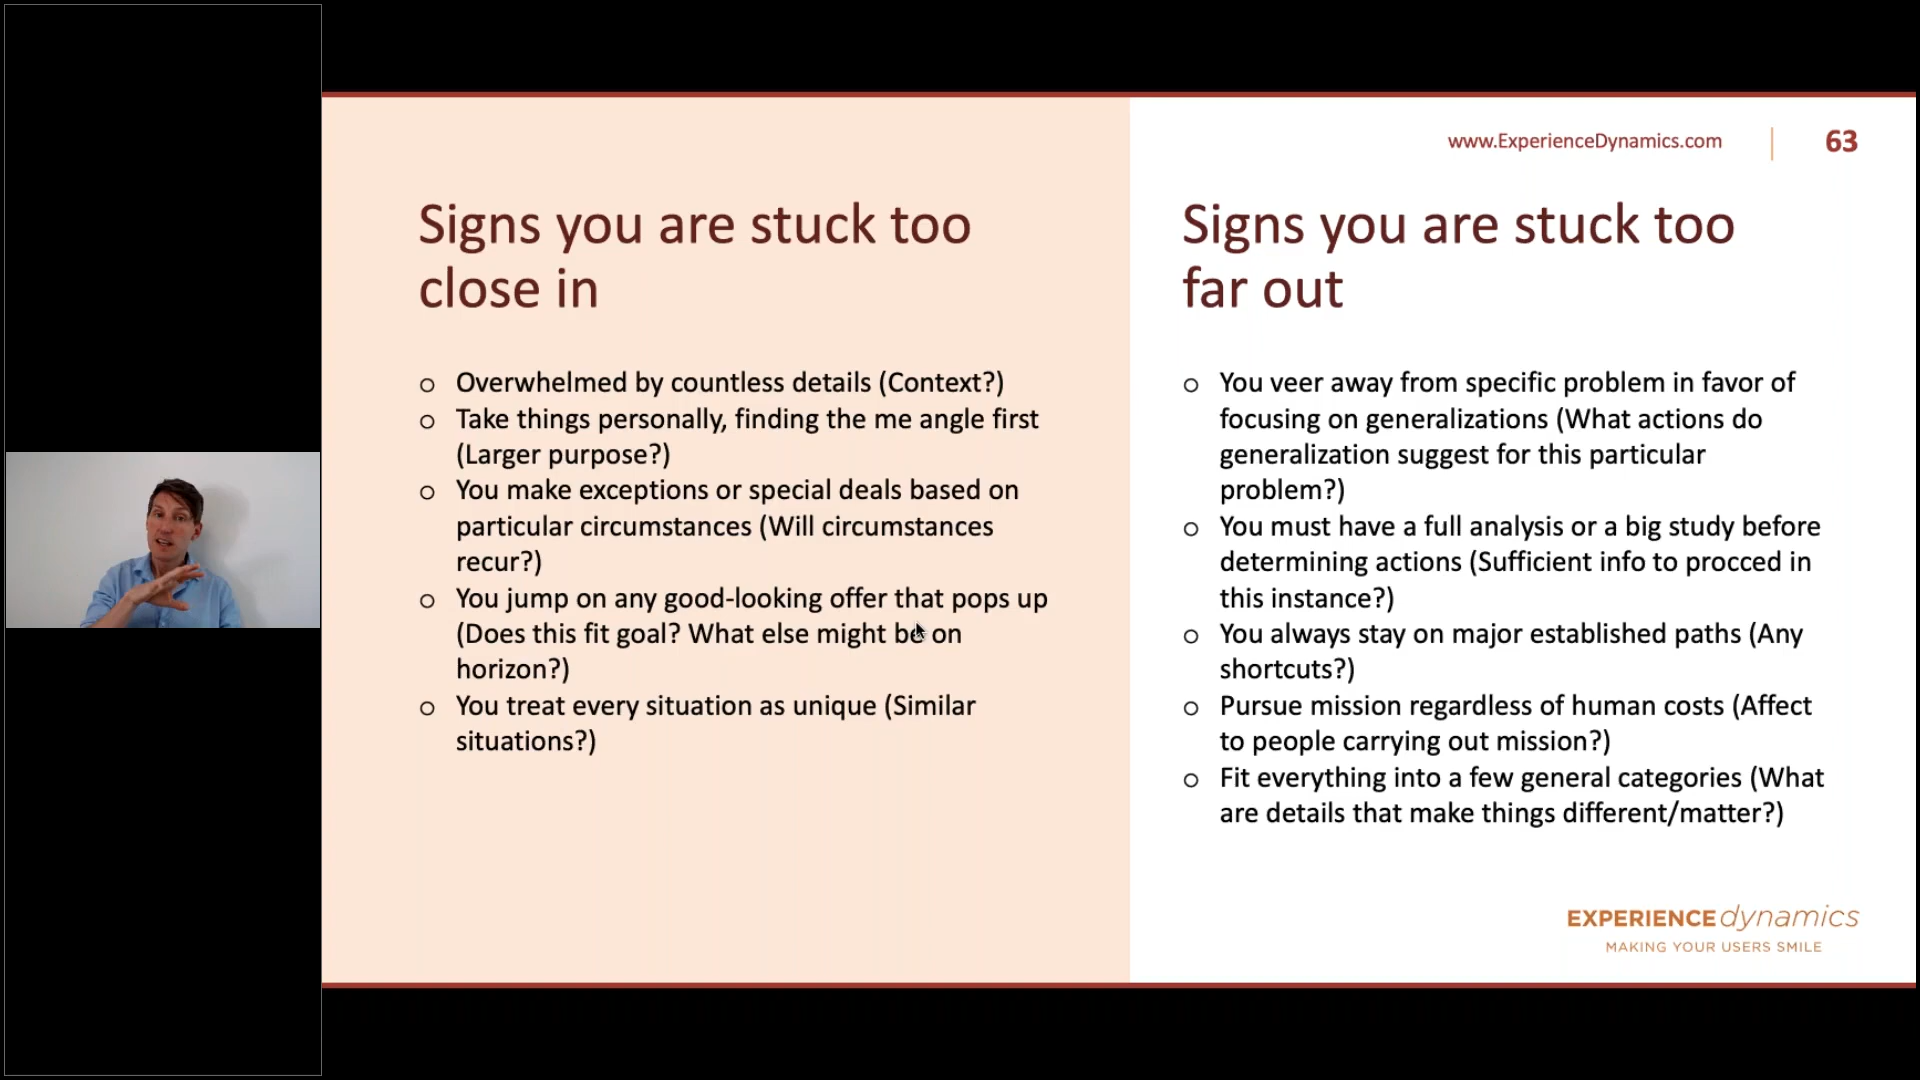 www.ExperienceDynamics.com
63
Signs you are stuck too
close in
o Overwhelmed by countless details (Context?)
o Take things personally, finding the me angle first
(Larger purpose?)
o You make exceptions or special deals based on
particular circumstances (Will circumstances
recur?)
o You jump on any good-looking offer that pops up
(Does this fit goal? What else might be on
horizon?)
o You treat every situation as unique (Similar
situations?)
Signs you are stuck too
far out
o You veer away from specific problem in favor of
focusing on generalizations (What actions do
generalization suggest for this particular
problem?)
o You must have a full analysis or a big study before
determining actions (Sufficient info to procced in
this instance?)
o You always stay on major established paths (Any
shortcuts?)
o Pursue mission regardless of human costs (Affect
to people carrying out mission?)
o Fit everything into a few general categories (What
are details that make things different/matter?)
EXPERIENCE dynamics
MAKING YOUR USERS SMILE